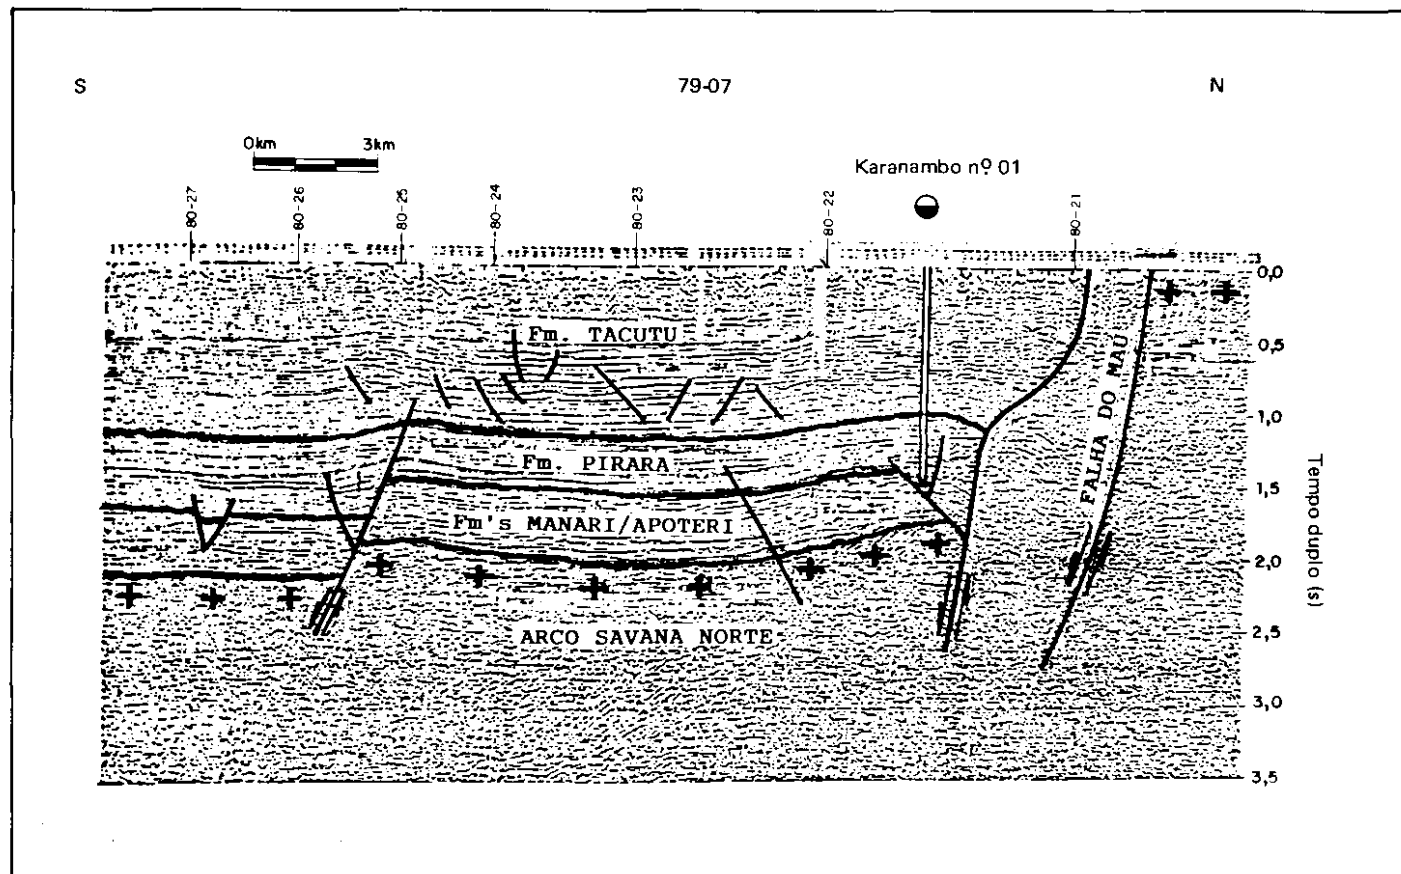 S
79-07
N
0km 3km
Karanambo nº 01
80-27
80-26
80-25
80-24
80-23
80-22
80-21
0,0
0,5
1,0
1,5
2,0
2,5
3,0
3,5
Tempo duplo (s)
Fm. TACUTU
Fm. PIRARA
Fm's MANARI/APOTERI
ARCO SAVANA NORTE
FALHA DO MAU